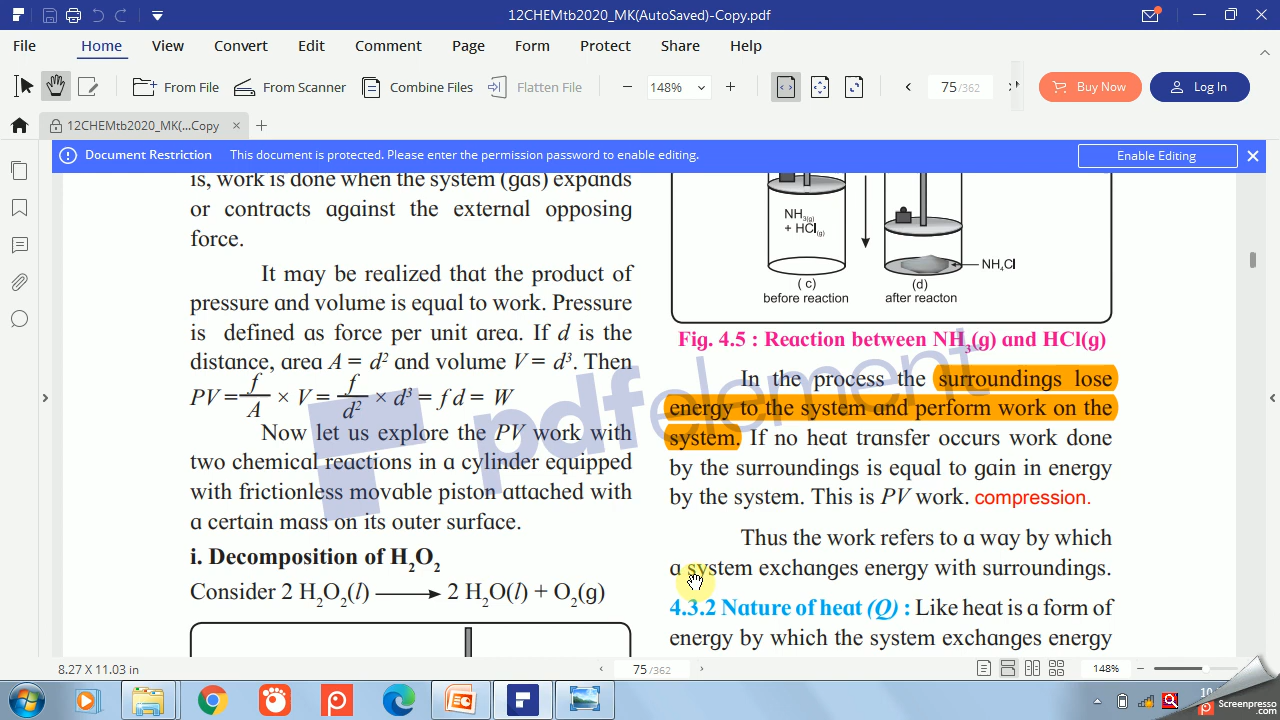 12CHEMtb2020_MK(AutoSaved)-Copy.pdf
File Home View Convert Edit Comment Page Form Protect Share Help
From File From Scanner Combine Files Flatten File 148% 75/362 Buy Now Log In
12CHEMtb2020_MK(...Copy
Document Restriction This document is protected. Please enter the permission password to enable editing. Enable Editing
is, work is done when the system (gas) expands
or contracts against the external opposing
force.
It may be realized that the product of
pressure and volume is equal to work. Pressure
is defined as force per unit area. If d is the
distance, area A = d² and volume V = d³. Then
PV = f/A × V = f/d² × d³ = f d = W
Now let us explore the PV work with
two chemical reactions in a cylinder equipped
with frictionless movable piston attached with
a certain mass on its outer surface.
i. Decomposition of H₂O₂
Consider 2 H₂O₂(l) ⟶ 2 H₂O(l) + O₂(g)
NH₃(g)
+ HCl(g)
NH₄Cl
( c) (d)
before reaction after reacton
Fig. 4.5 : Reaction between NH₃(g) and HCl(g)
In the process the surroundings lose
energy to the system and perform work on the
system. If no heat transfer occurs work done
by the surroundings is equal to gain in energy
by the system. This is PV work. compression.
Thus the work refers to a way by which
a system exchanges energy with surroundings.
4.3.2 Nature of heat (Q) : Like heat is a form of
energy by which the system exchanges energy
pdfelement
8.27 X 11.03 in 75/362 148%
Screenpresso
.com